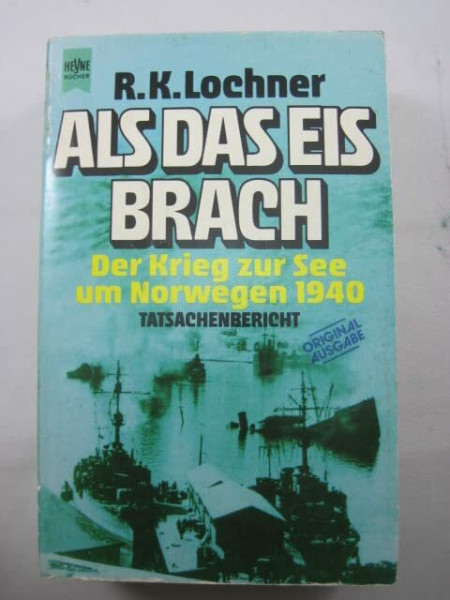 HEYNE
BÜCHER
R.K.Lochner
ALS DAS EIS
BRACH
Der Krieg zur See
um Norwegen 1940
TATSACHENBERICHT
ORIGINAL
AUSGABE